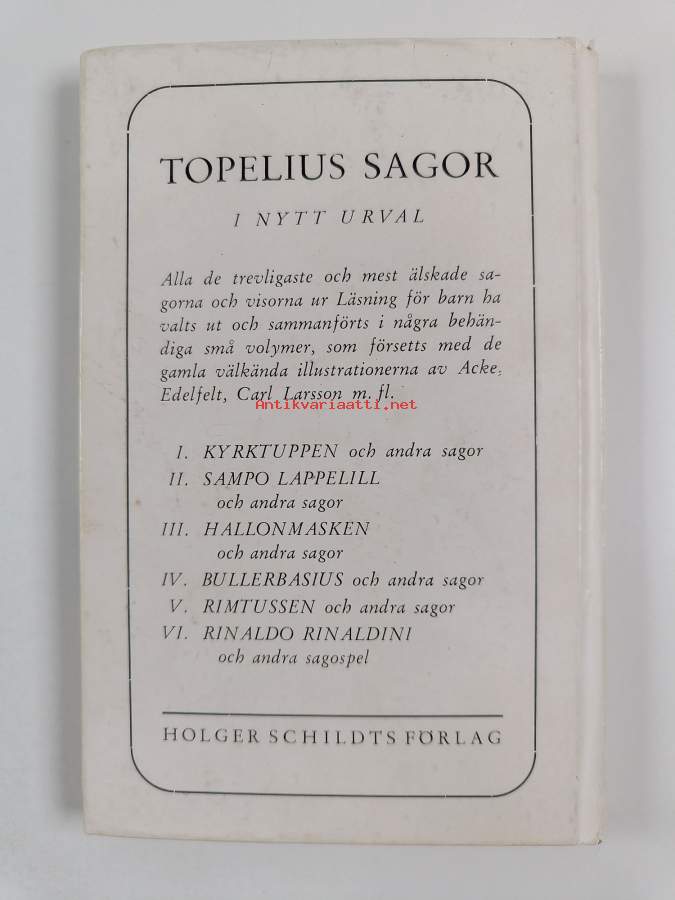 TOPELIUS SAGOR
I NYTT URVAL
Alla de trevligaste och mest älskade sa-
gorna och visorna ur Läsning för barn ha
valts ut och sammanförts i några behän-
diga små volymer, som försetts med de
gamla välkända illustrationerna av Acke,
Edelfelt, Carl Larsson m. fl.
Antikvariaatti.net
I. KYRKTUPPEN och andra sagor
II. SAMPO LAPPELILL
och andra sagor
III. HALLONMASKEN
och andra sagor
IV. BULLERBASIUS och andra sagor
V. RIMTUSSEN och andra sagor
VI. RINALDO RINALDINI
och andra sagospel
HOLGER SCHILDTS FÖRLAG